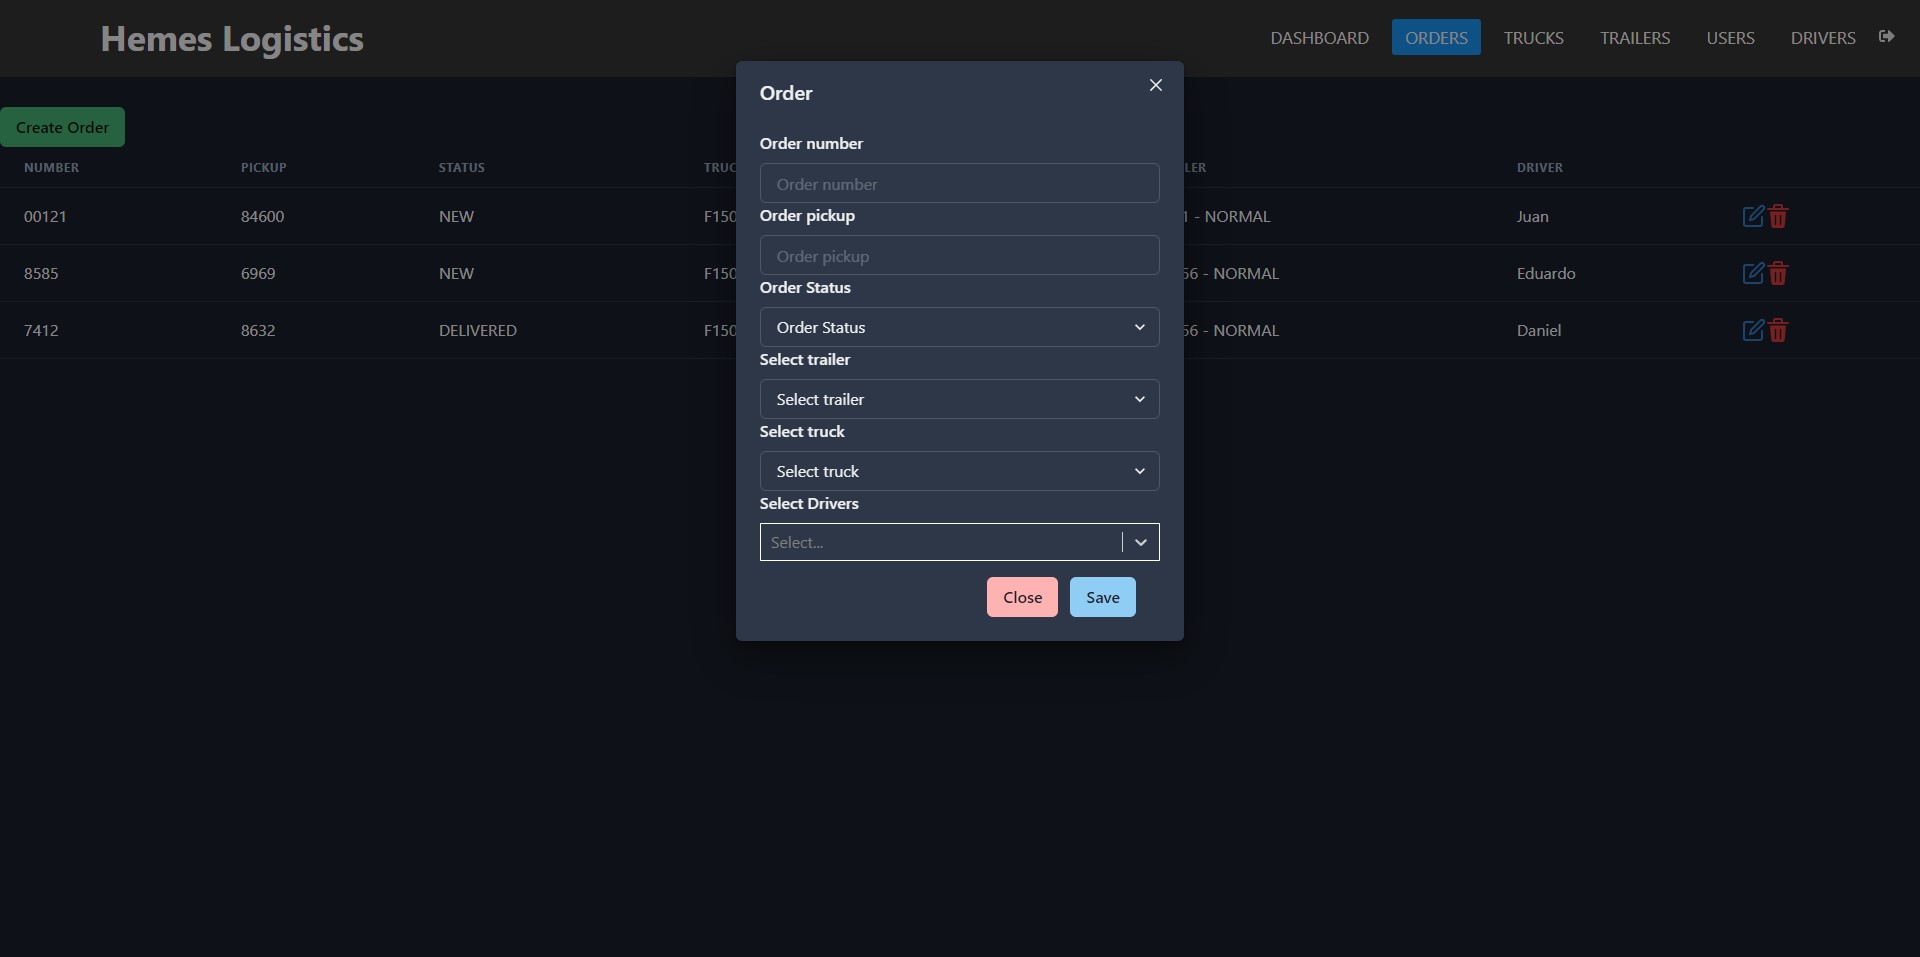 Hemes Logistics
DASHBOARD ORDERS TRUCKS TRAILERS USERS DRIVERS
Create Order
NUMBER PICKUP STATUS TRUC LER DRIVER
00121 84600 NEW F150 1 - NORMAL Juan
8585 6969 NEW F150 56 - NORMAL Eduardo
7412 8632 DELIVERED F150 56 - NORMAL Daniel
Order
Order number
Order number
Order pickup
Order pickup
Order Status
Order Status
Select trailer
Select trailer
Select truck
Select truck
Select Drivers
Select...
Close Save